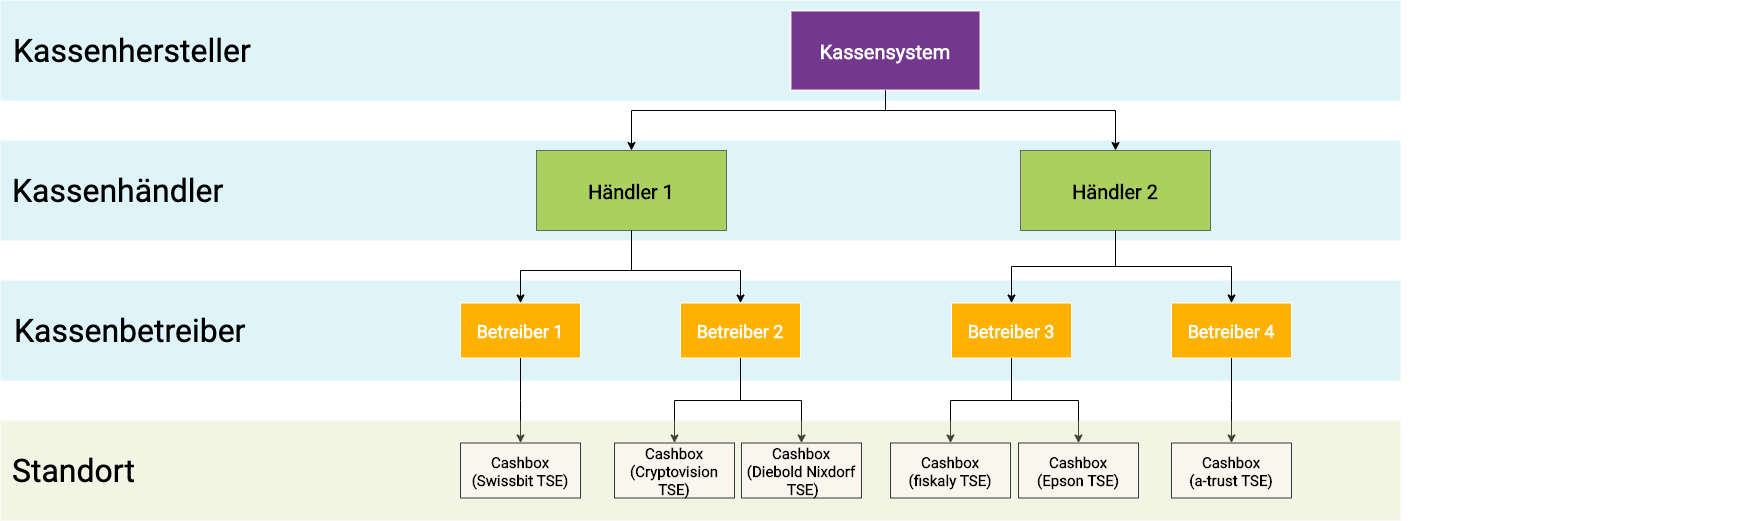 Kassenhersteller
Kassensystem
Kassenhändler
Händler 1
Händler 2
Kassenbetreiber
Betreiber 1
Betreiber 2
Betreiber 3
Betreiber 4
Standort
Cashbox
(Swissbit TSE)
Cashbox
(Cryptovision
TSE)
Cashbox
(Diebold Nixdorf
TSE)
Cashbox
(fiskaly TSE)
Cashbox
(Epson TSE)
Cashbox
(a-trust TSE)